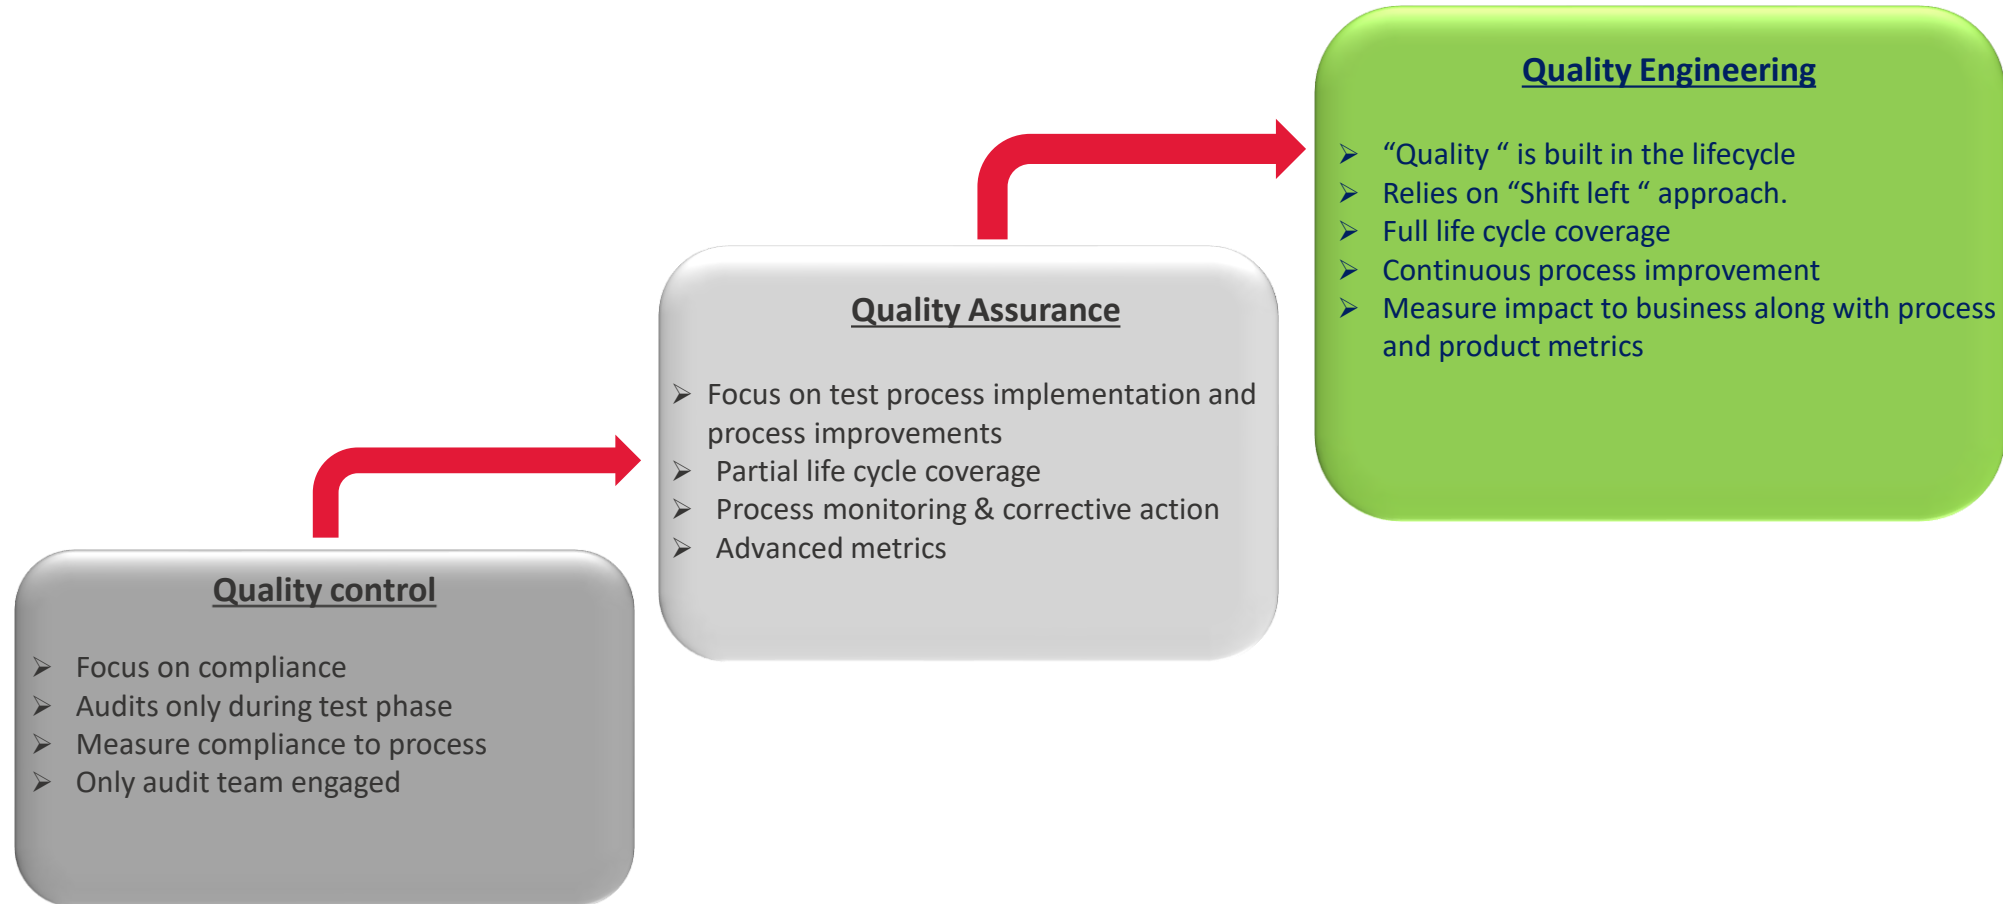 Quality Engineering
➢ “Quality “ is built in the lifecycle
➢ Relies on “Shift left “ approach.
➢ Full life cycle coverage
➢ Continuous process improvement
➢ Measure impact to business along with process
and product metrics
Quality Assurance
➢ Focus on test process implementation and
process improvements
➢ Partial life cycle coverage
➢ Process monitoring & corrective action
➢ Advanced metrics
Quality control
➢ Focus on compliance
➢ Audits only during test phase
➢ Measure compliance to process
➢ Only audit team engaged